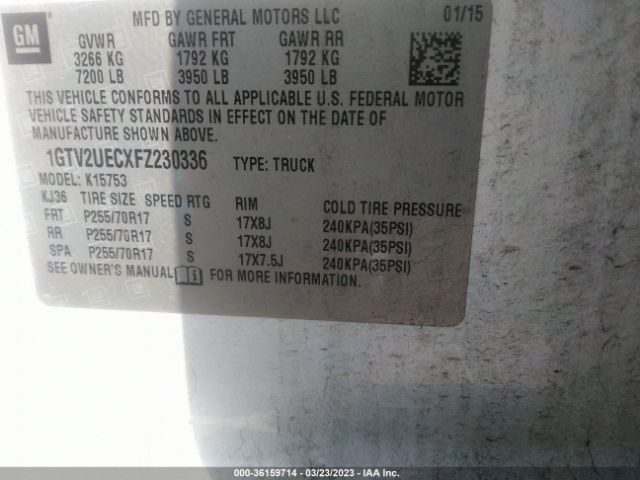 GM
MFD BY GENERAL MOTORS LLC 01/15
GVWR GAWR FRT GAWR RR
3266 KG 1792 KG 1792 KG
7200 LB 3950 LB 3950 LB
THIS VEHICLE CONFORMS TO ALL APPLICABLE U.S. FEDERAL MOTOR
VEHICLE SAFETY STANDARDS IN EFFECT ON THE DATE OF
MANUFACTURE SHOWN ABOVE.
1GTV2UECXFZ230336 TYPE: TRUCK
MODEL: K15753
KJ36 TIRE SIZE SPEED RTG RIM COLD TIRE PRESSURE
FRT P255/70R17 S 17X8J 240KPA(35PSI)
RR P255/70R17 S 17X8J 240KPA(35PSI)
SPA P255/70R17 S 17X7.5J 240KPA(35PSI)
SEE OWNER'S MANUAL FOR MORE INFORMATION.
000-36159714 / 03/23/2023 - IAA Inc.